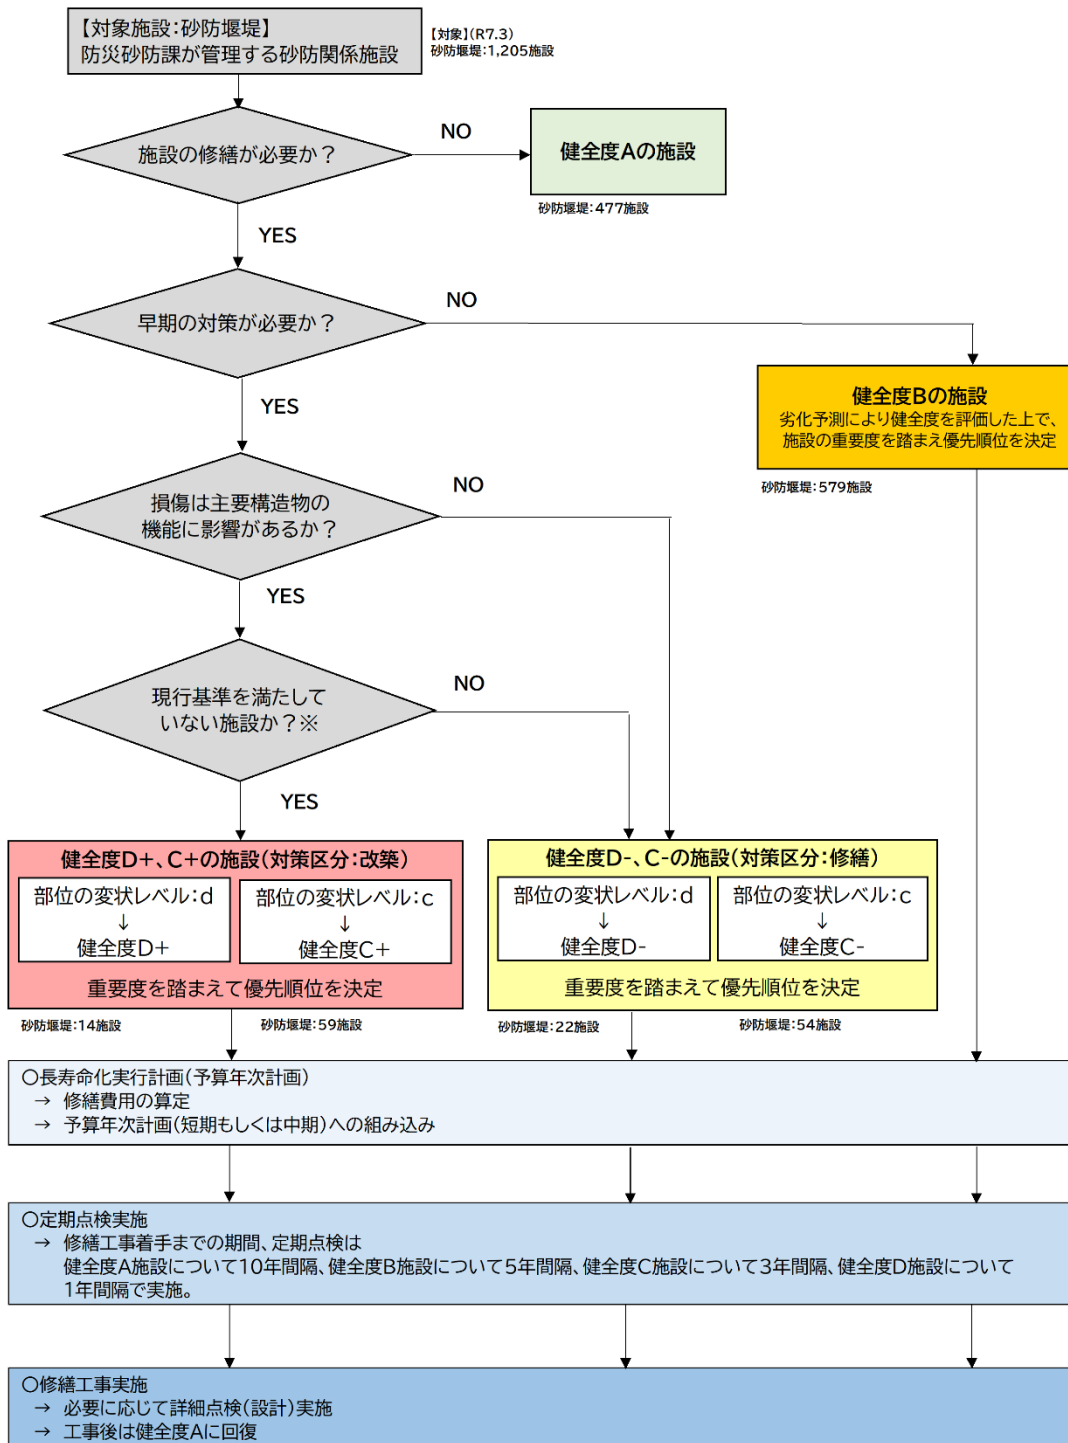 【対象施設:砂防堰堤】
防災砂防課が管理する砂防関係施設
【対象】(R7.3)
砂防堰堤:1,205施設
施設の修繕が必要か？
NO
健全度Aの施設
砂防堰堤:477施設
YES
早期の対策が必要か？
NO
健全度Bの施設
劣化予測により健全度を評価した上で、
施設の重要度を踏まえ優先順位を決定
砂防堰堤:579施設
YES
損傷は主要構造物の
機能に影響があるか？
NO
YES
現行基準を満たして
いない施設か？※
NO
YES
健全度D+、C+の施設(対策区分:改築)
部位の変状レベル:d
↓
健全度D+
部位の変状レベル:c
↓
健全度C+
重要度を踏まえて優先順位を決定
砂防堰堤:14施設
砂防堰堤:59施設
健全度D-、C-の施設(対策区分:修繕)
部位の変状レベル:d
↓
健全度D-
部位の変状レベル:c
↓
健全度C-
重要度を踏まえて優先順位を決定
砂防堰堤:22施設
砂防堰堤:54施設
○長寿命化実行計画(予算年次計画)
→ 修繕費用の算定
→ 予算年次計画(短期もしくは中期)への組み込み
○定期点検実施
→ 修繕工事着手までの期間、定期点検は
健全度A施設について10年間隔、健全度B施設について5年間隔、健全度C施設について3年間隔、健全度D施設について
1年間隔で実施。
○修繕工事実施
→ 必要に応じて詳細点検(設計)実施
→ 工事後は健全度Aに回復